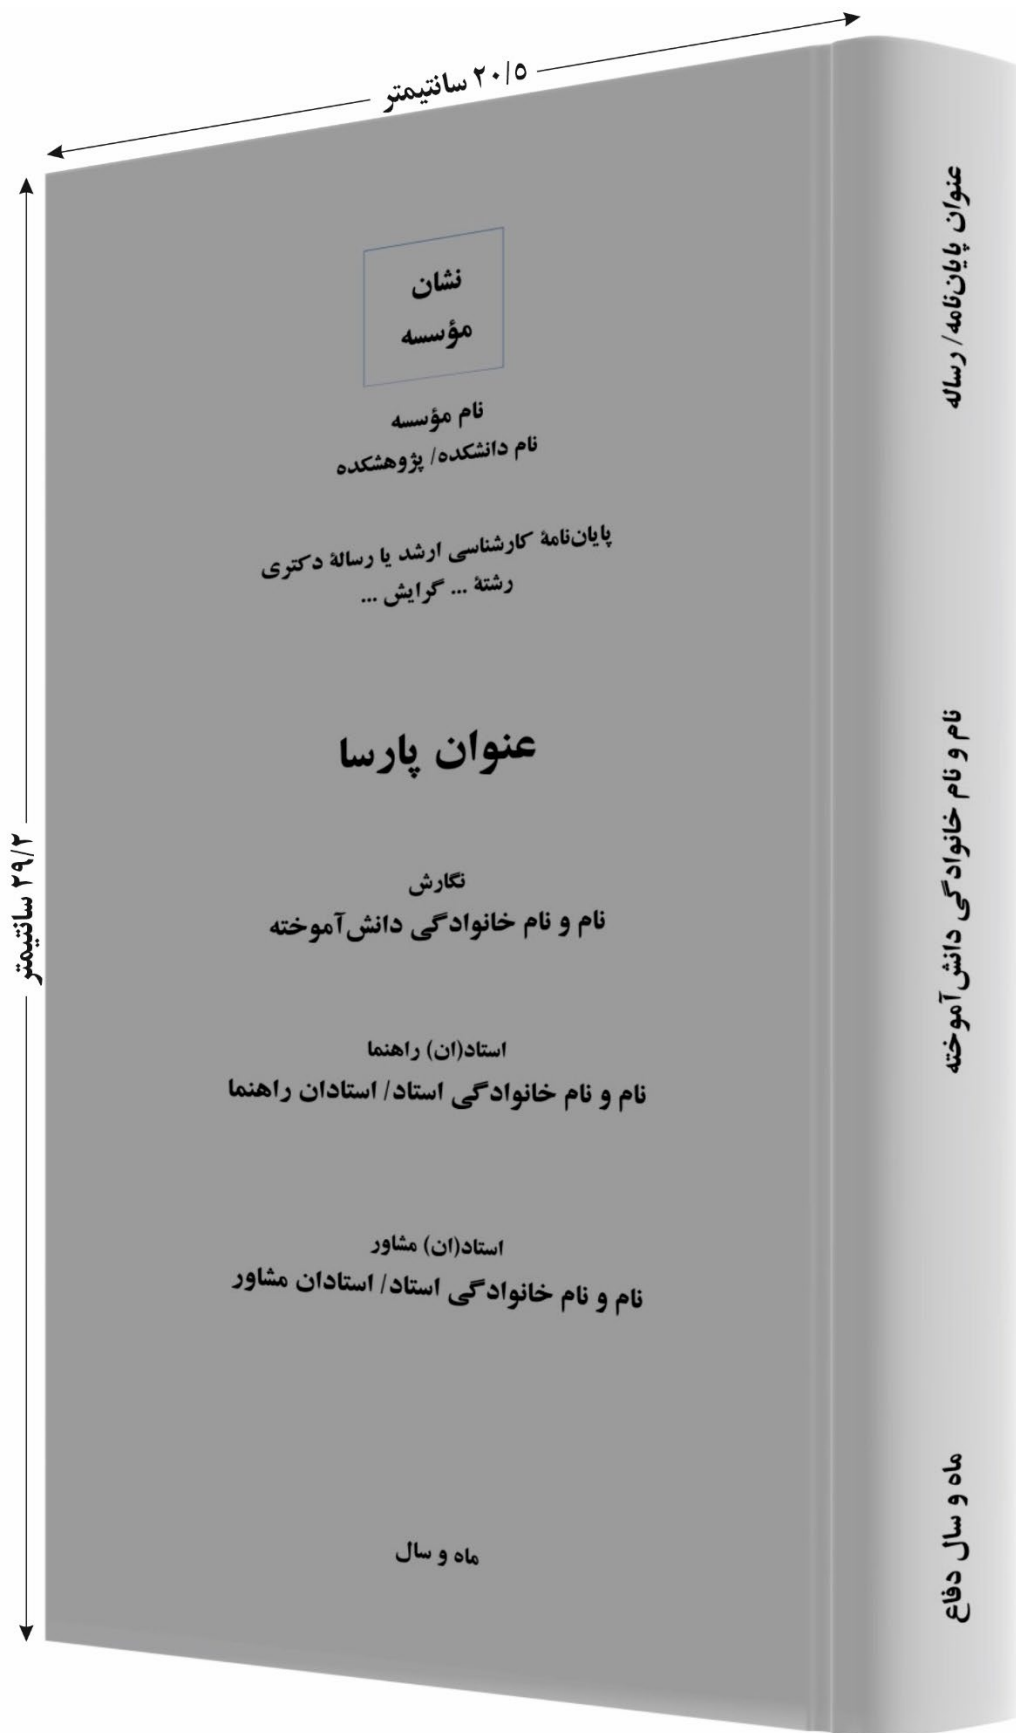 ۲۰/۵ سانتیمتر
۲۹/۲ سانتیمتر
نشان
مؤسسه
نام مؤسسه
نام دانشکده/ پژوهشکده
پایان‌نامۀ کارشناسی ارشد یا رسالۀ دکتری
رشتۀ ... گرایش ...
عنوان پارسا
نگارش
نام و نام خانوادگی دانش‌آموخته
استاد(ان) راهنما
نام و نام خانوادگی استاد/ استادان راهنما
استاد(ان) مشاور
نام و نام خانوادگی استاد/ استادان مشاور
ماه و سال
عنوان پایان‌نامه/ رساله
نام و نام خانوادگی دانش‌آموخته
ماه و سال دفاع